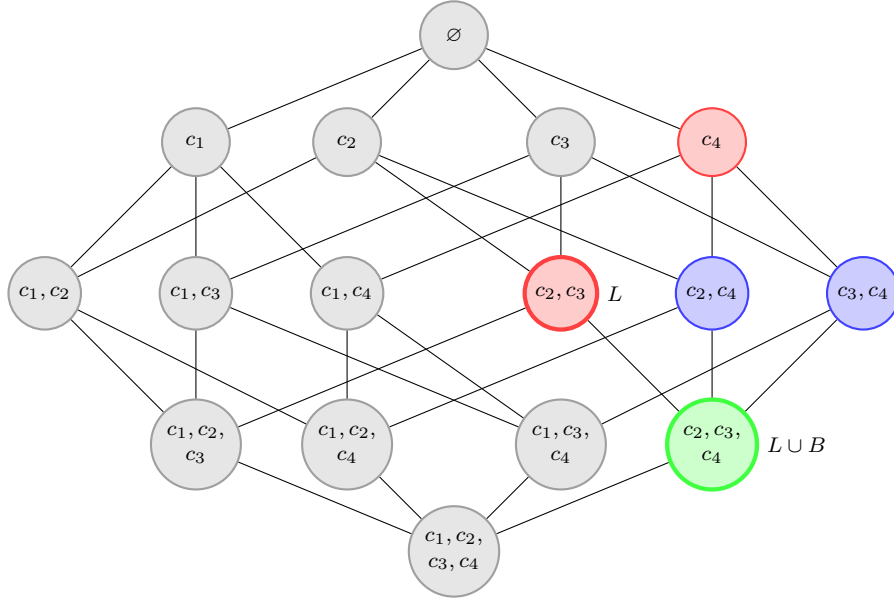 ∅
c₁
c₂
c₃
c₄
c₁, c₂
c₁, c₃
c₁, c₄
c₂, c₃
L
c₂, c₄
c₃, c₄
c₁, c₂,
c₃
c₁, c₂,
c₄
c₁, c₃,
c₄
c₂, c₃,
c₄
L ∪ B
c₁, c₂,
c₃, c₄